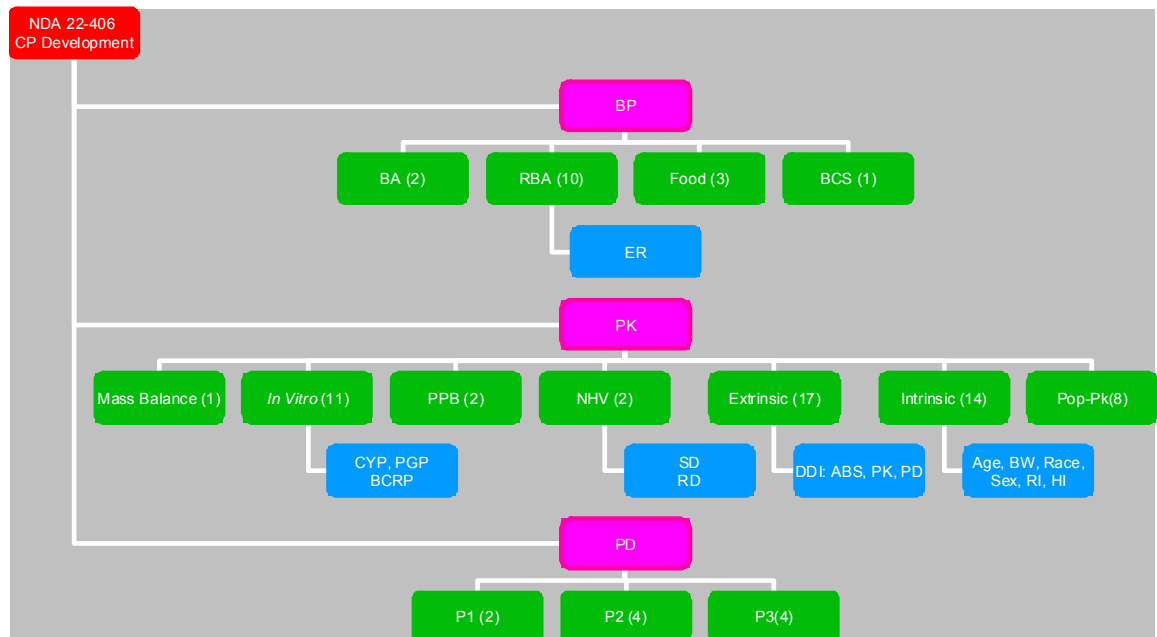 NDA 22-406
CP Development
BP
BA (2)
RBA (10)
Food (3)
BCS (1)
ER
PK
Mass Balance (1)
In Vitro (11)
PPB (2)
NHV (2)
Extrinsic (17)
Intrinsic (14)
Pop-Pk(8)
CYP, PGP
BCRP
SD
RD
DDI: ABS, PK, PD
Age, BW, Race,
Sex, RI, HI
PD
P1 (2)
P2 (4)
P3(4)